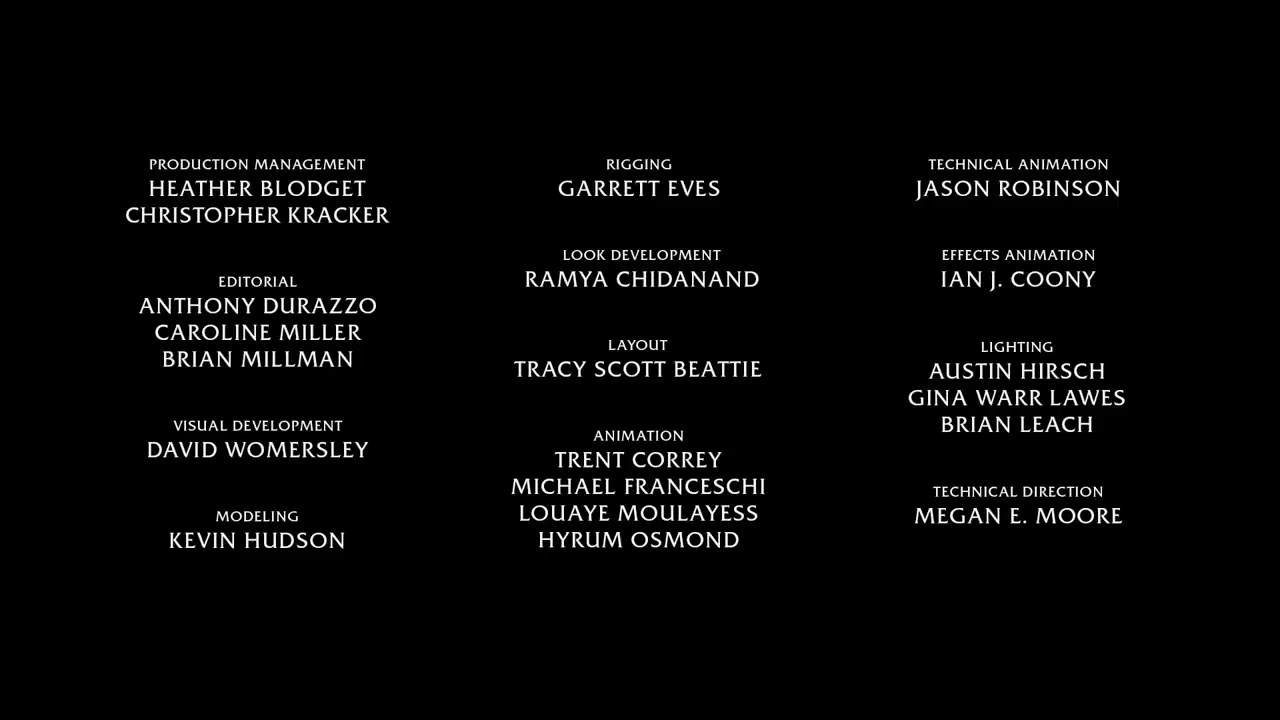 PRODUCTION MANAGEMENT
HEATHER BLODGET
CHRISTOPHER KRACKER
EDITORIAL
ANTHONY DURAZZO
CAROLINE MILLER
BRIAN MILLMAN
VISUAL DEVELOPMENT
DAVID WOMERSLEY
MODELING
KEVIN HUDSON
RIGGING
GARRETT EVES
LOOK DEVELOPMENT
RAMYA CHIDANAND
LAYOUT
TRACY SCOTT BEATTIE
ANIMATION
TRENT CORREY
MICHAEL FRANCESCHI
LOUAYE MOULAYESS
HYRUM OSMOND
TECHNICAL ANIMATION
JASON ROBINSON
EFFECTS ANIMATION
IAN J. COONY
LIGHTING
AUSTIN HIRSCH
GINA WARR LAWES
BRIAN LEACH
TECHNICAL DIRECTION
MEGAN E. MOORE